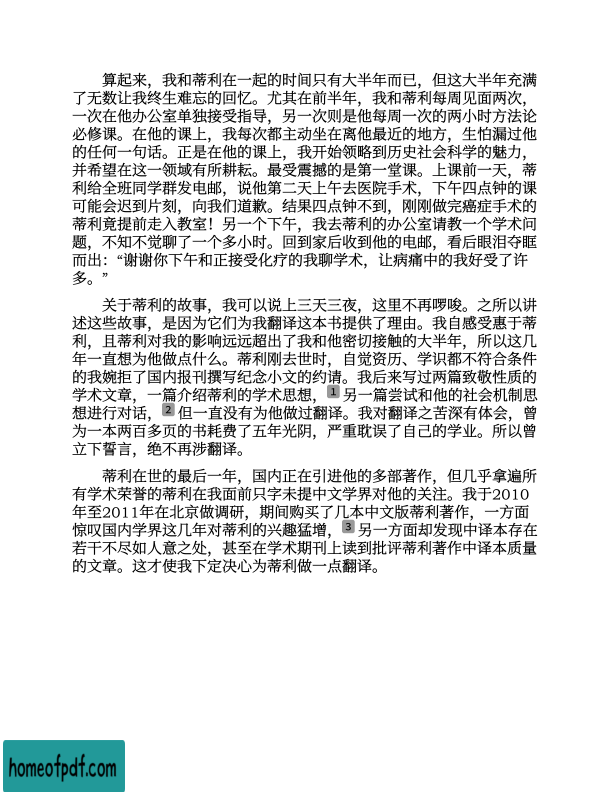 算起来，我和蒂利在一起的时间只有大半年而已，但这大半年充满
了无数让我终生难忘的回忆。尤其在前半年，我和蒂利每周见面两次，
一次在他办公室单独接受指导，另一次则是他每周一次的两小时方法论
必修课。在他的课上，我每次都主动坐在离他最近的地方，生怕漏过他
的任何一句话。正是在他的课上，我开始领略到历史社会科学的魅力，
并希望在这一领域有所耕耘。最受震撼的是第一堂课。上课前一天，蒂
利给全班同学群发电邮，说他第二天上午去医院手术，下午四点钟的课
可能会迟到片刻，向我们道歉。结果四点钟不到，刚刚做完癌症手术的
蒂利竟提前走入教室！另一个下午，我去蒂利的办公室请教一个学术问
题，不知不觉聊了一个多小时。回到家后收到他的电邮，看后眼泪夺眶
而出：“谢谢你下午和正接受化疗的我聊学术，让病痛中的我好受了许
多。”
关于蒂利的故事，我可以说上三天三夜，这里不再啰唆。之所以讲
述这些故事，是因为它们为我翻译这本书提供了理由。我自感受惠于蒂
利，且蒂利对我的影响远远超出了我和他密切接触的大半年，所以这几
年一直想为他做点什么。蒂利刚去世时，自觉资历、学识都不符合条件
的我婉拒了国内报刊撰写纪念小文的约请。我后来写过两篇致敬性质的
学术文章，一篇介绍蒂利的学术思想，1另一篇尝试和他的社会机制思
想进行对话，2但一直没有为他做过翻译。我对翻译之苦深有体会，曾
为一本两百多页的书耗费了五年光阴，严重耽误了自己的学业。所以曾
立下誓言，绝不再涉翻译。
蒂利在世的最后一年，国内正在引进他的多部著作，但几乎拿遍所
有学术荣誉的蒂利在我面前只字未提中文学界对他的关注。我于2010
年至2011年在北京做调研，期间购买了几本中文版蒂利著作，一方面
惊叹国内学界这几年对蒂利的兴趣猛增，3另一方面却发现中译本存在
若干不尽如人意之处，甚至在学术期刊上读到批评蒂利著作中译本质量
的文章。这才使我下定决心为蒂利做一点翻译。
homeofpdf.com